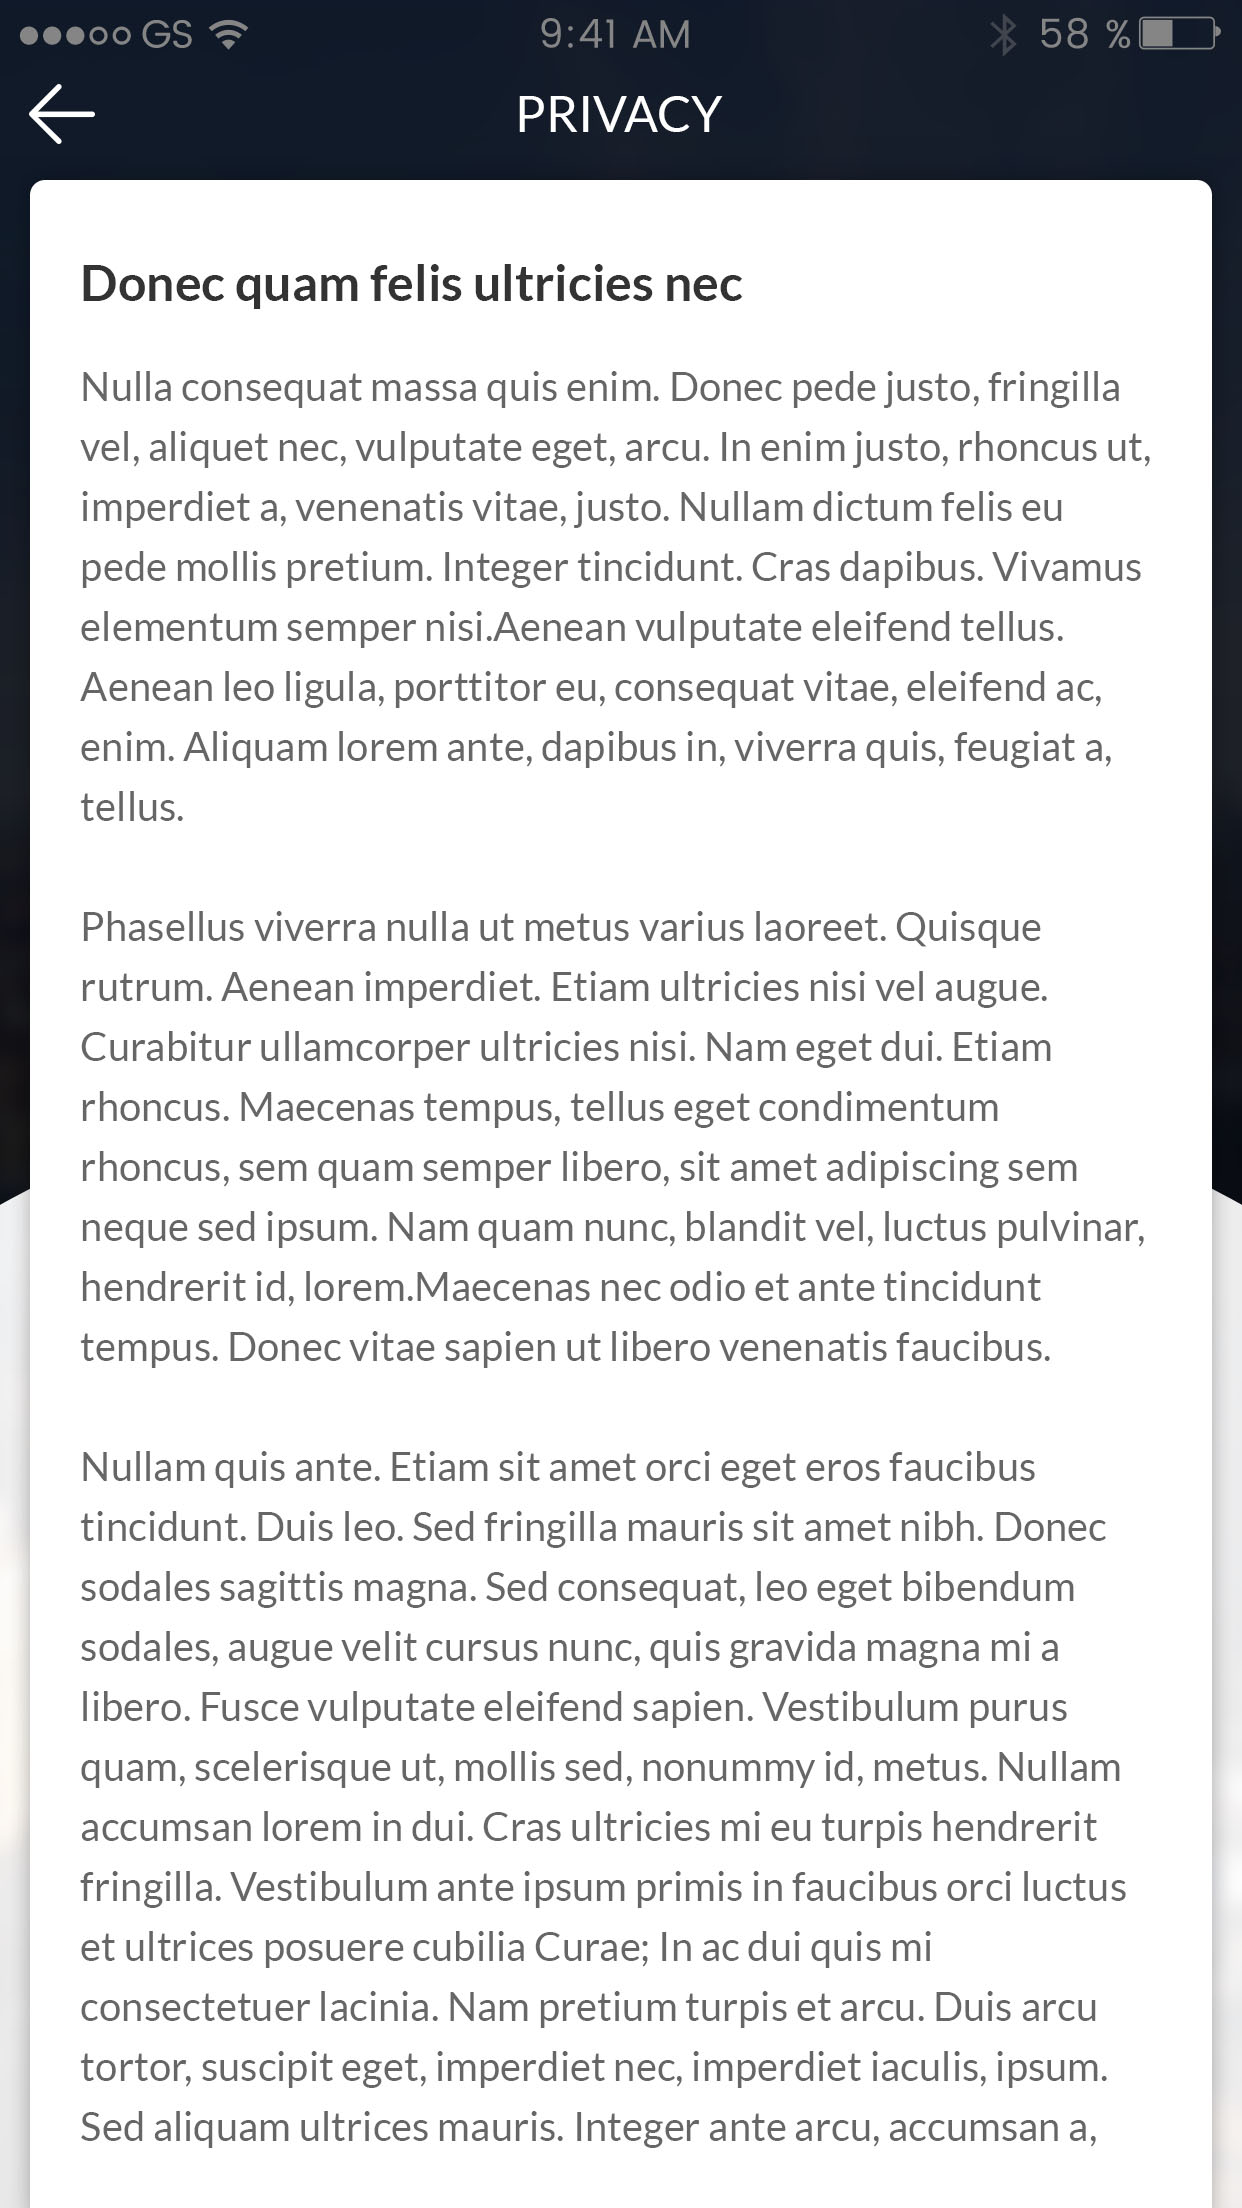 GS 9:41 AM 58 %
PRIVACY
Donec quam felis ultricies nec
Nulla consequat massa quis enim. Donec pede justo, fringilla
vel, aliquet nec, vulputate eget, arcu. In enim justo, rhoncus ut,
imperdiet a, venenatis vitae, justo. Nullam dictum felis eu
pede mollis pretium. Integer tincidunt. Cras dapibus. Vivamus
elementum semper nisi.Aenean vulputate eleifend tellus.
Aenean leo ligula, porttitor eu, consequat vitae, eleifend ac,
enim. Aliquam lorem ante, dapibus in, viverra quis, feugiat a,
tellus.
Phasellus viverra nulla ut metus varius laoreet. Quisque
rutrum. Aenean imperdiet. Etiam ultricies nisi vel augue.
Curabitur ullamcorper ultricies nisi. Nam eget dui. Etiam
rhoncus. Maecenas tempus, tellus eget condimentum
rhoncus, sem quam semper libero, sit amet adipiscing sem
neque sed ipsum. Nam quam nunc, blandit vel, luctus pulvinar,
hendrerit id, lorem.Maecenas nec odio et ante tincidunt
tempus. Donec vitae sapien ut libero venenatis faucibus.
Nullam quis ante. Etiam sit amet orci eget eros faucibus
tincidunt. Duis leo. Sed fringilla mauris sit amet nibh. Donec
sodales sagittis magna. Sed consequat, leo eget bibendum
sodales, augue velit cursus nunc, quis gravida magna mi a
libero. Fusce vulputate eleifend sapien. Vestibulum purus
quam, scelerisque ut, mollis sed, nonummy id, metus. Nullam
accumsan lorem in dui. Cras ultricies mi eu turpis hendrerit
fringilla. Vestibulum ante ipsum primis in faucibus orci luctus
et ultrices posuere cubilia Curae; In ac dui quis mi
consectetuer lacinia. Nam pretium turpis et arcu. Duis arcu
tortor, suscipit eget, imperdiet nec, imperdiet iaculis, ipsum.
Sed aliquam ultrices mauris. Integer ante arcu, accumsan a,